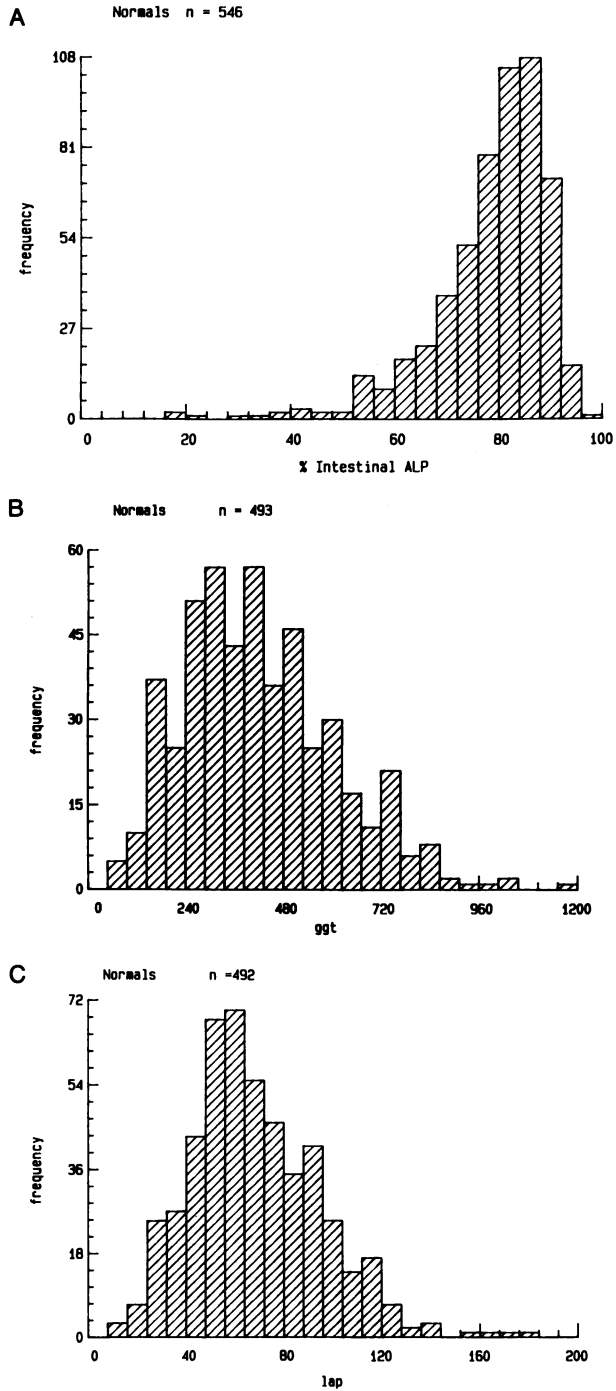 A
Normals n = 546
108
81
54
27
0
frequency
0 20 40 60 80 100
% Intestinal ALP
B
Normals n = 493
60
45
30
15
0
frequency
0 240 480 720 960 1200
ggt
C
Normals n =492
72
54
36
18
0
frequency
0 40 80 120 160 200
lap